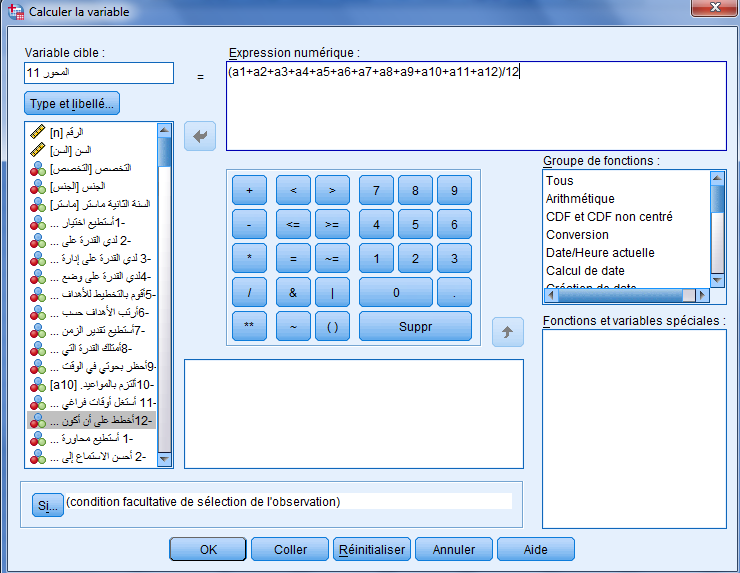 Calculer la variable
Variable cible :
المحور 11
=
Expression numérique :
(a1+a2+a3+a4+a5+a6+a7+a8+a9+a10+a11+a12)/12
Type et libellé...
الرقم [n]
السن [السن]
التخصص [التخصص]
الجنس [الجنس]
السنة الثانية ماستر [ماستر]
1-أستطيع اختيار ...
2- لدي القدرة على ...
3- لدي القدرة على إدارة ...
4-لدي القدرة على وضع ...
5-أقوم بالتخطيط للأهداف ...
6-أرتب الأهداف حسب ...
7-أستطيع تقدير الزمن ...
8-أمتلك القدرة التي ...
9-أحظر بحوثي في الوقت ...
10-ألتزم بالمواعيد. [a10]
11- أستغل أوقات فراغي ...
12-أخطط على أن أكون ...
1- أستطيع محاورة ...
2- أحسن الاستماع إلى ...
+ < > 7 8 9
- <= >= 4 5 6
* = ~= 1 2 3
/ & | 0 .
** ~ ( ) Suppr
Groupe de fonctions :
Tous
Arithmétique
CDF et CDF non centré
Conversion
Date/Heure actuelle
Calcul de date
Création de date
Fonctions et variables spéciales :
Si...
(condition facultative de sélection de l'observation)
OK Coller Réinitialiser Annuler Aide